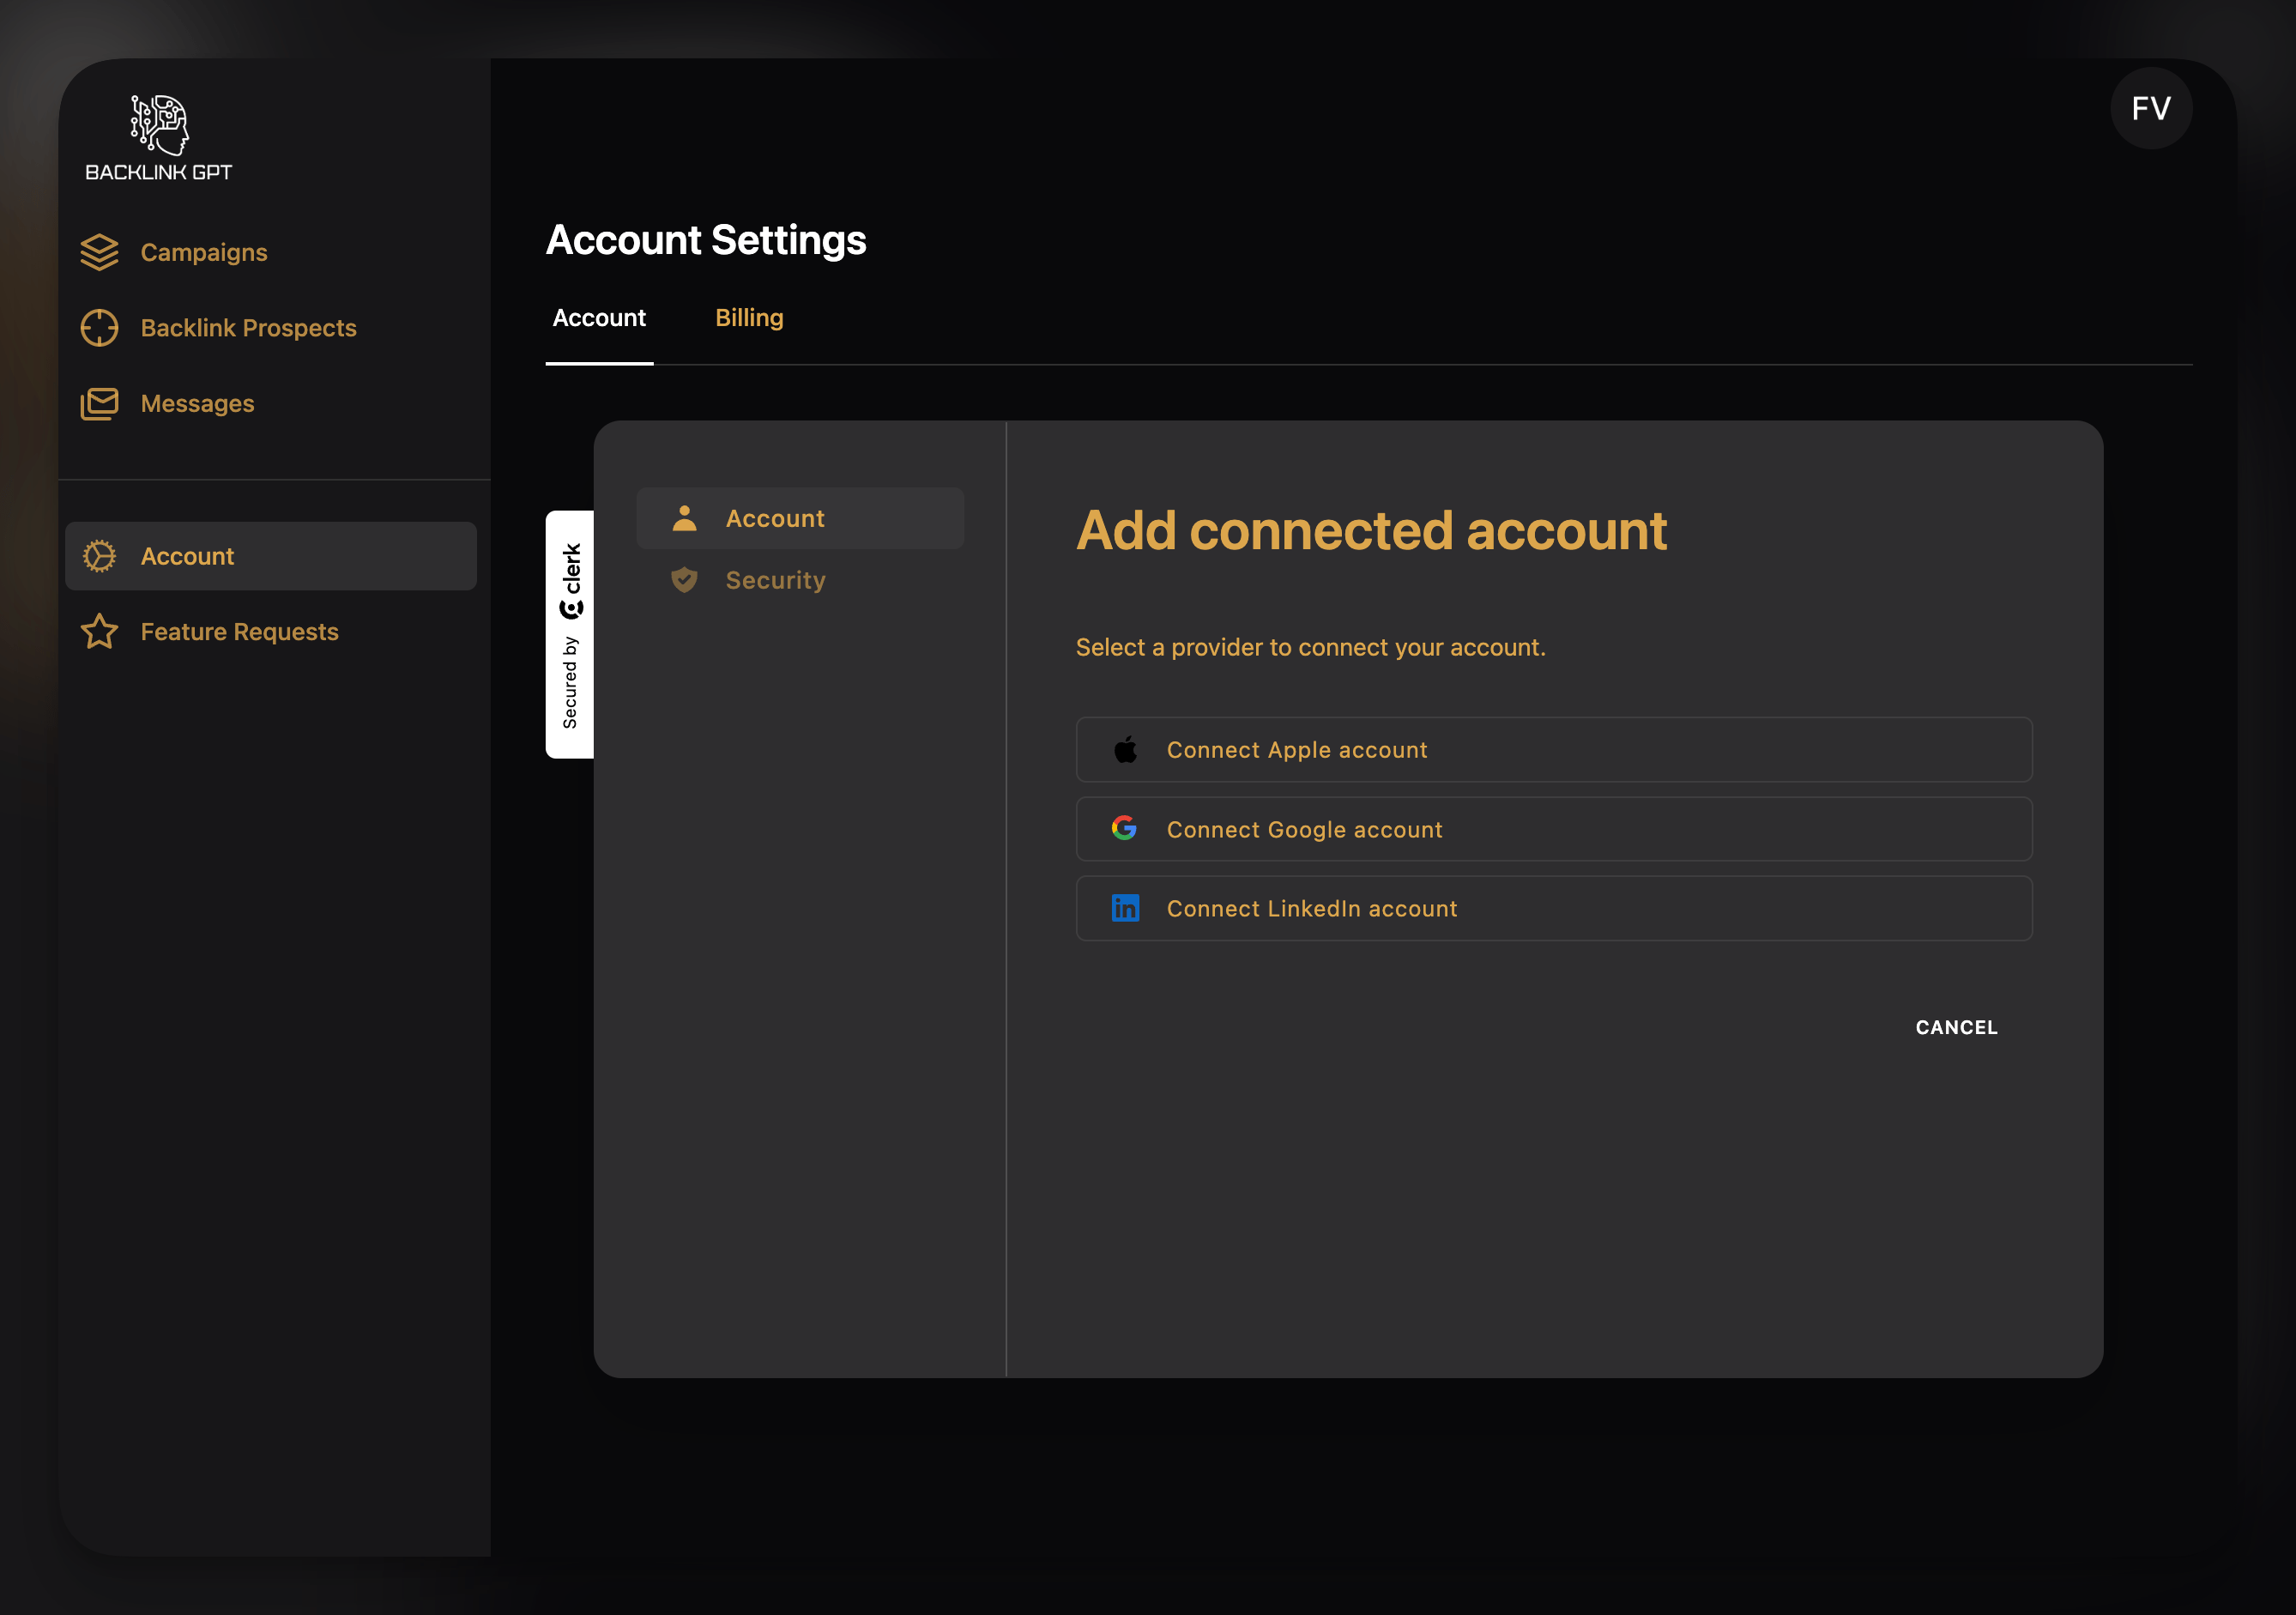 BACKLINK GPT
FV
Campaigns
Backlink Prospects
Messages
Account
Feature Requests
Account Settings
Account
Billing
Secured by clerk
Account
Security
Add connected account
Select a provider to connect your account.
Connect Apple account
Connect Google account
in Connect LinkedIn account
CANCEL